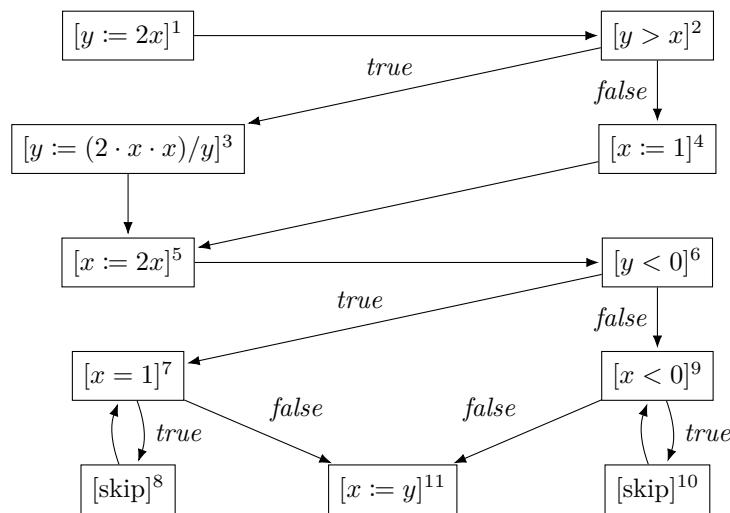 [y := 2x]¹ [y > x]²
true
false
[y := (2 · x · x)/y]³ [x := 1]⁴
[x := 2x]⁵ [y < 0]⁶
true
false
[x = 1]⁷ [x < 0]⁹
false false
true true
[skip]⁸ [x := y]¹¹ [skip]¹⁰